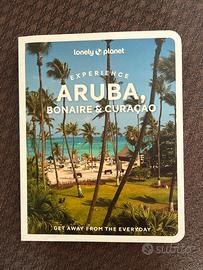 lonely planet
EXPERIENCE
ARUBA,
BONAIRE & CURAÇAO
GET AWAY FROM THE EVERYDAY
subito